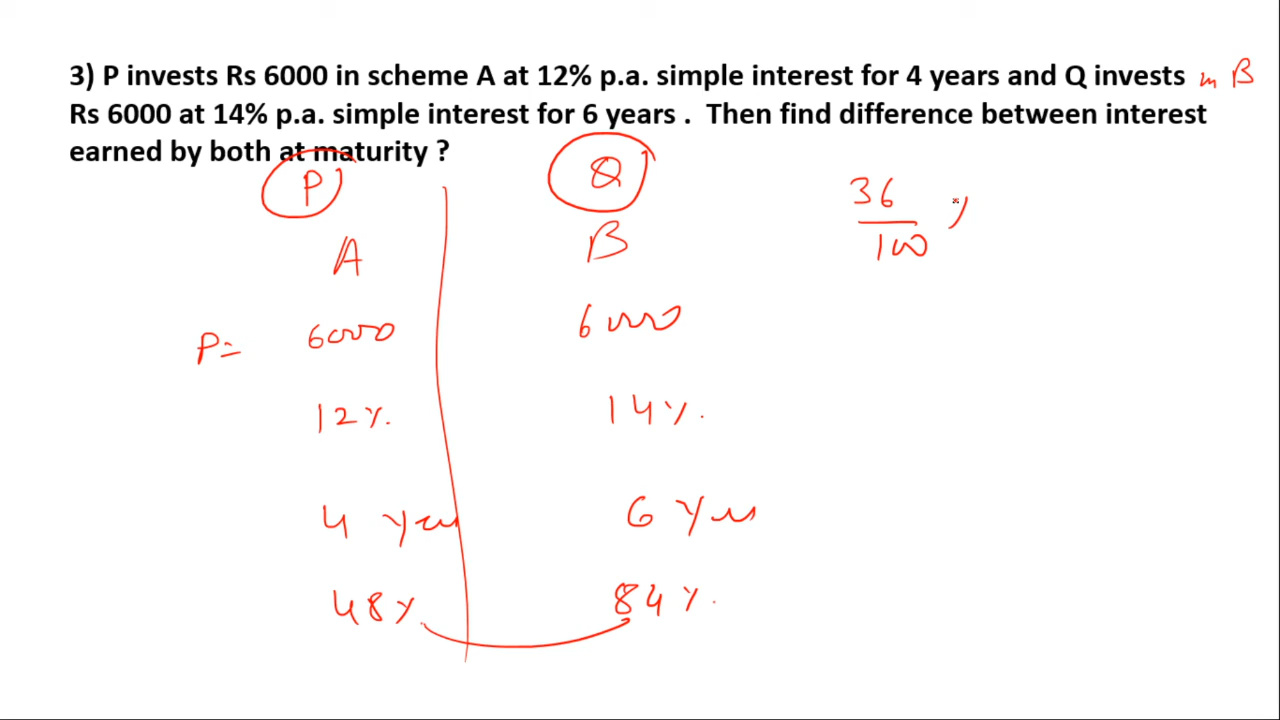 3) P invests Rs 6000 in scheme A at 12% p.a. simple interest for 4 years and Q invests in B
Rs 6000 at 14% p.a. simple interest for 6 years . Then find difference between interest
earned by both at maturity ?
P Q
36
100
A B
P= 6000 6000
12% 14%.
4 years 6 years
48% 84%.